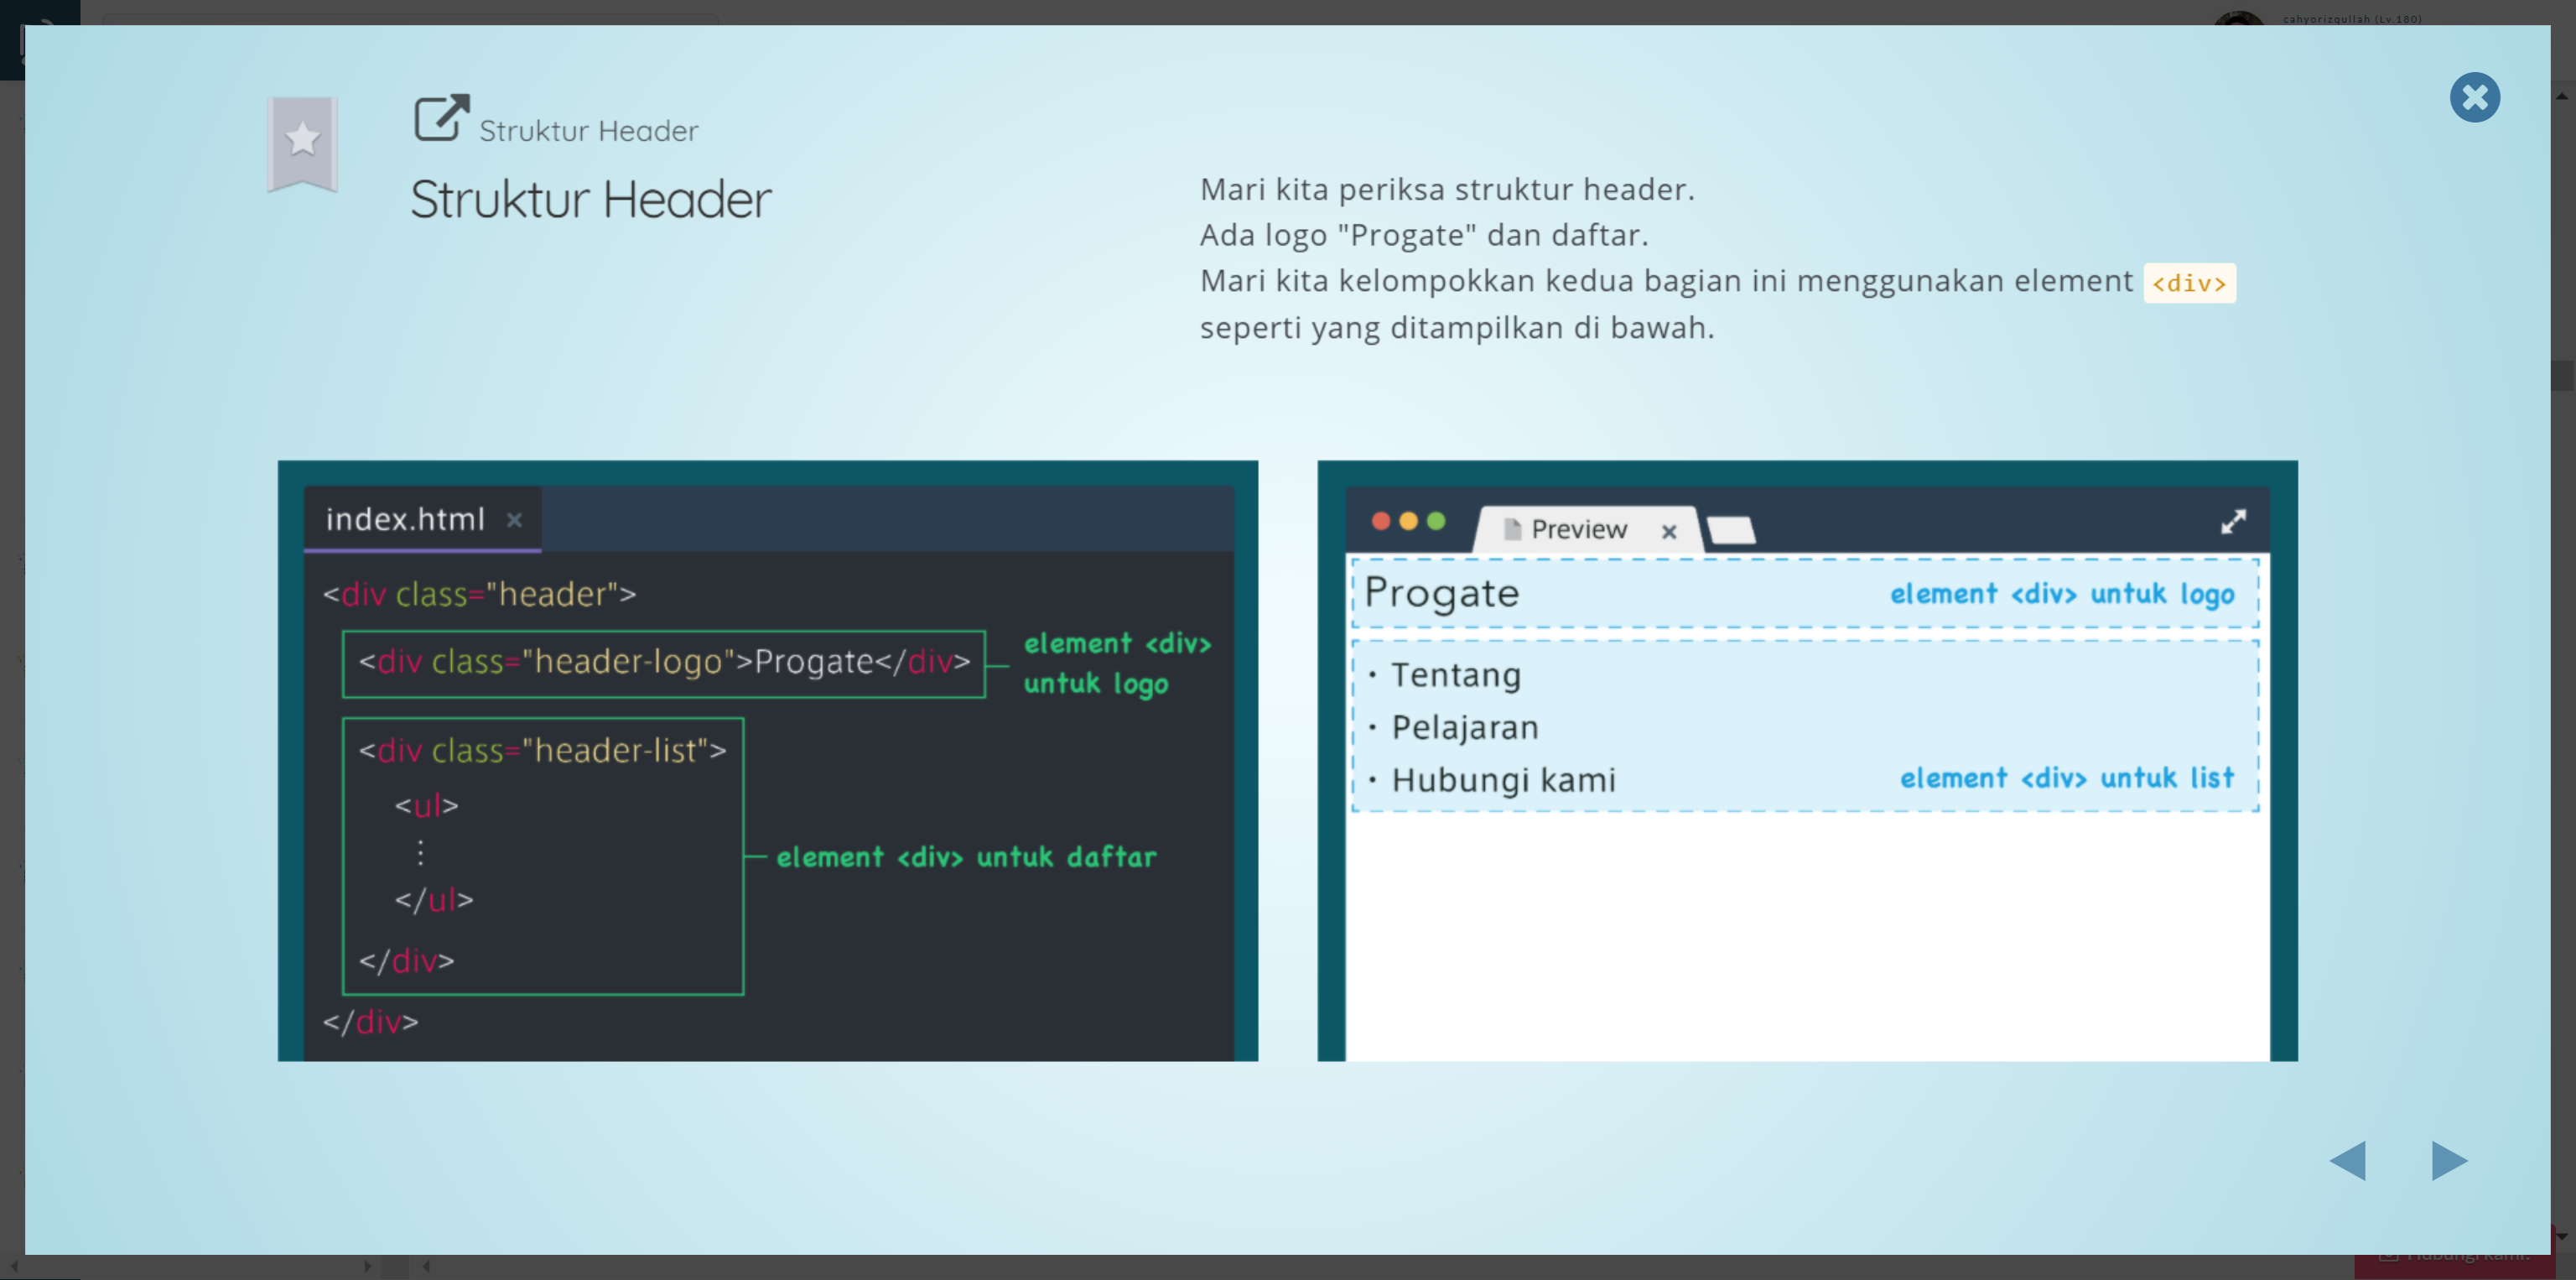 cahyorizqullah (Lv.180)
Struktur Header
Struktur Header
Mari kita periksa struktur header.
Ada logo "Progate" dan daftar.
Mari kita kelompokkan kedua bagian ini menggunakan element <div>
seperti yang ditampilkan di bawah.
index.html ×
<div class="header">
<div class="header-logo">Progate</div>
element <div>
untuk logo
<div class="header-list">
<ul>
⋮
</ul>
</div>
element <div> untuk daftar
</div>
Preview ×
Progate
element <div> untuk logo
• Tentang
• Pelajaran
• Hubungi kami
element <div> untuk list
Hubungi kami.